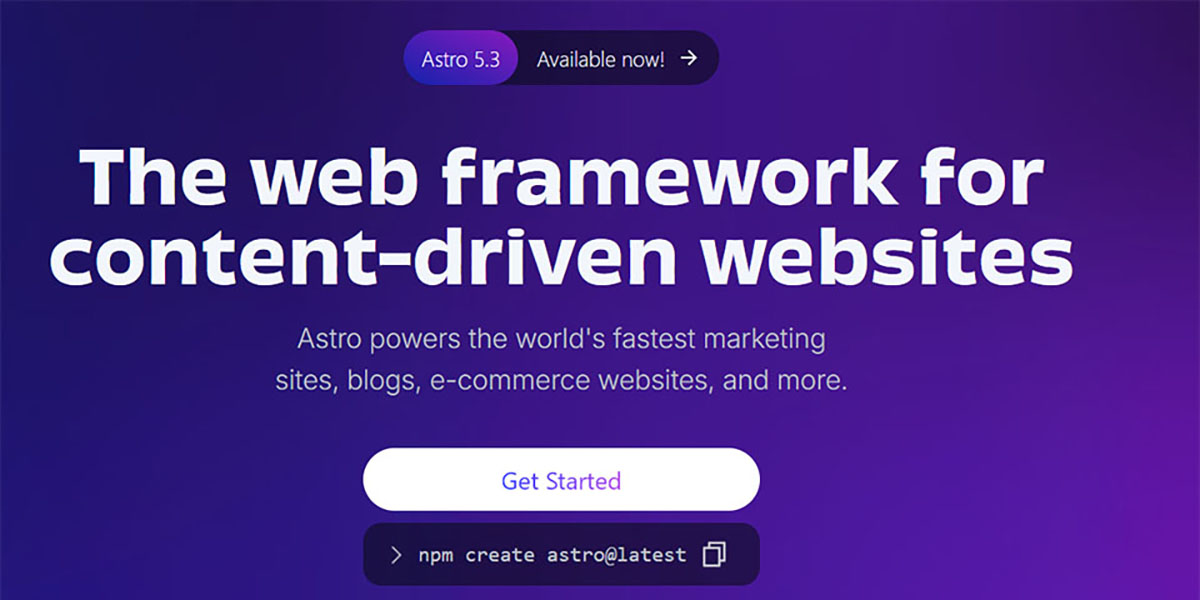 Astro 5.3 Available now! →
The web framework for
content-driven websites
Astro powers the world's fastest marketing
sites, blogs, e-commerce websites, and more.
Get Started
> npm create astro@latest